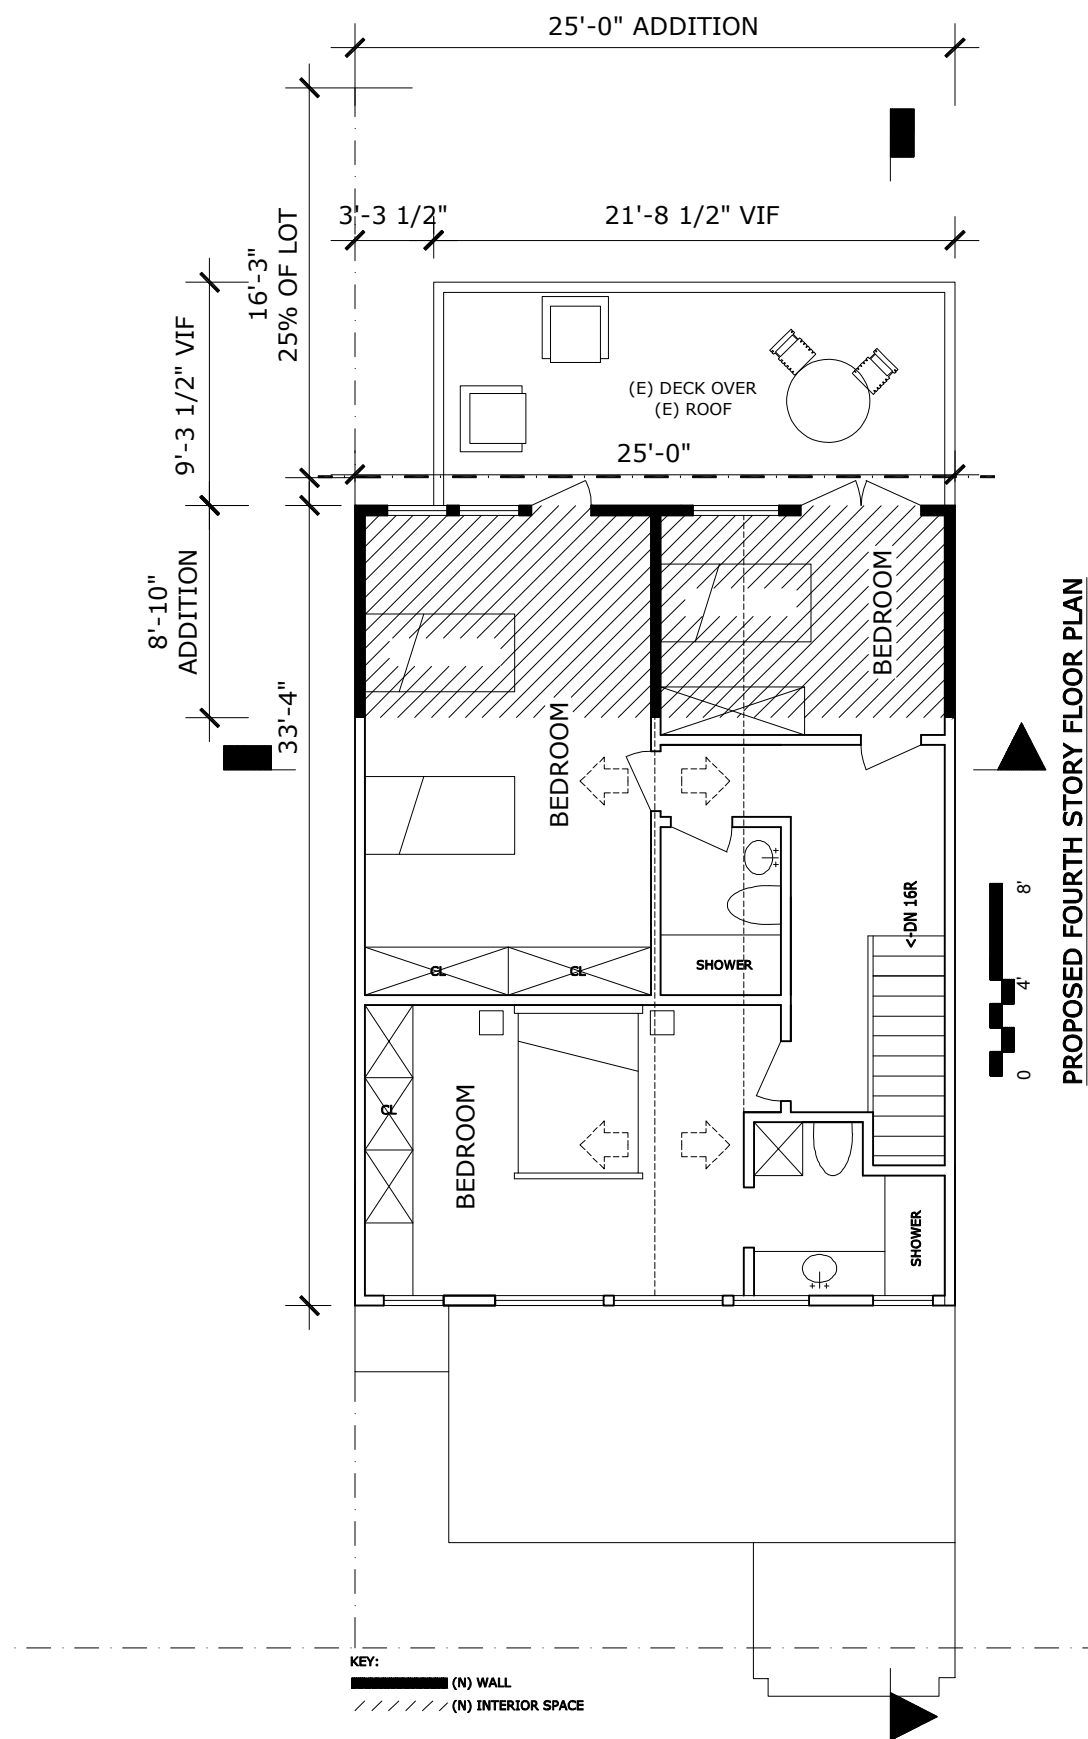 25'-0" ADDITION
3'-3 1/2"
21'-8 1/2" VIF
16'-3"
25% OF LOT
9'-3 1/2" VIF
(E) DECK OVER
(E) ROOF
25'-0"
8'-10"
ADDITION
33'-4"
BEDROOM
BEDROOM
CL
CL
SHOWER
<-DN 16R
BEDROOM
CL
SHOWER
8'
4'
0
PROPOSED FOURTH STORY FLOOR PLAN
KEY:
(N) WALL
(N) INTERIOR SPACE